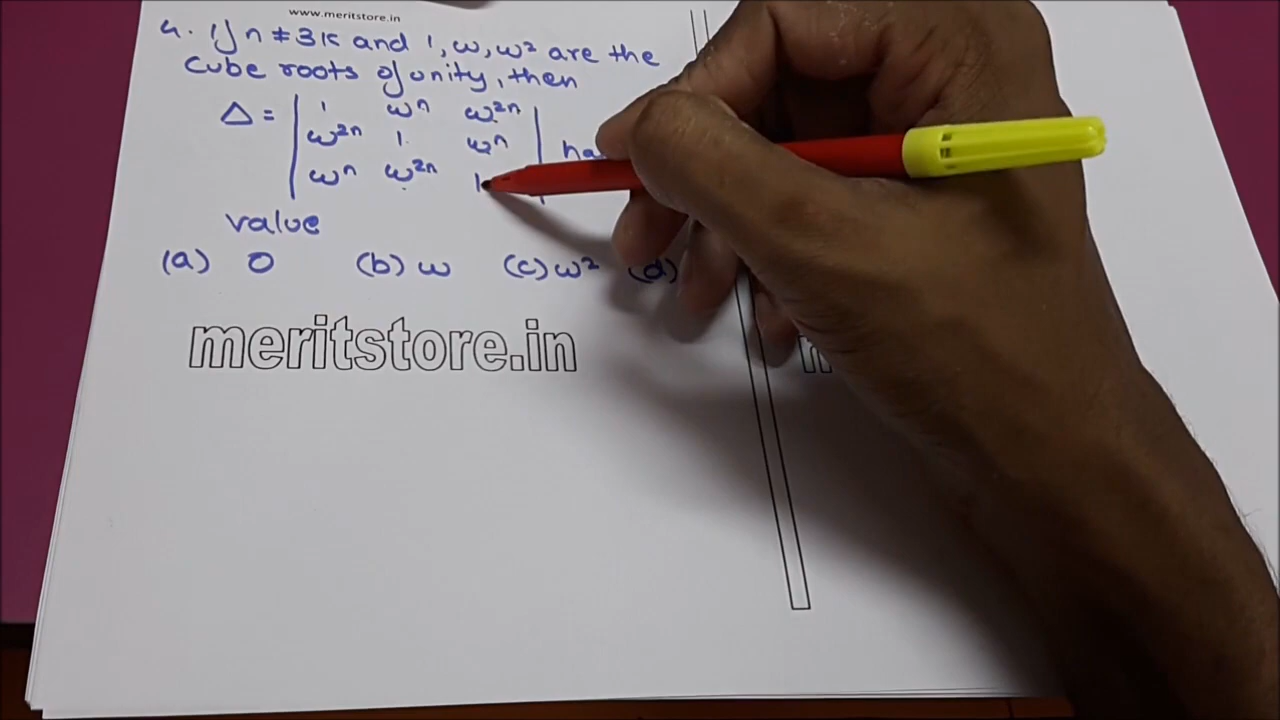 www.meritstore.in
4. If n ≠ 3K and 1, ω, ω² are the
cube roots of unity, then
Δ = | 1 ωⁿ ω²ⁿ |
| ω²ⁿ 1 ωⁿ |
| ωⁿ ω²ⁿ 1 |
value
(a) 0 (b) ω (c) ω² (d)
meritstore.in